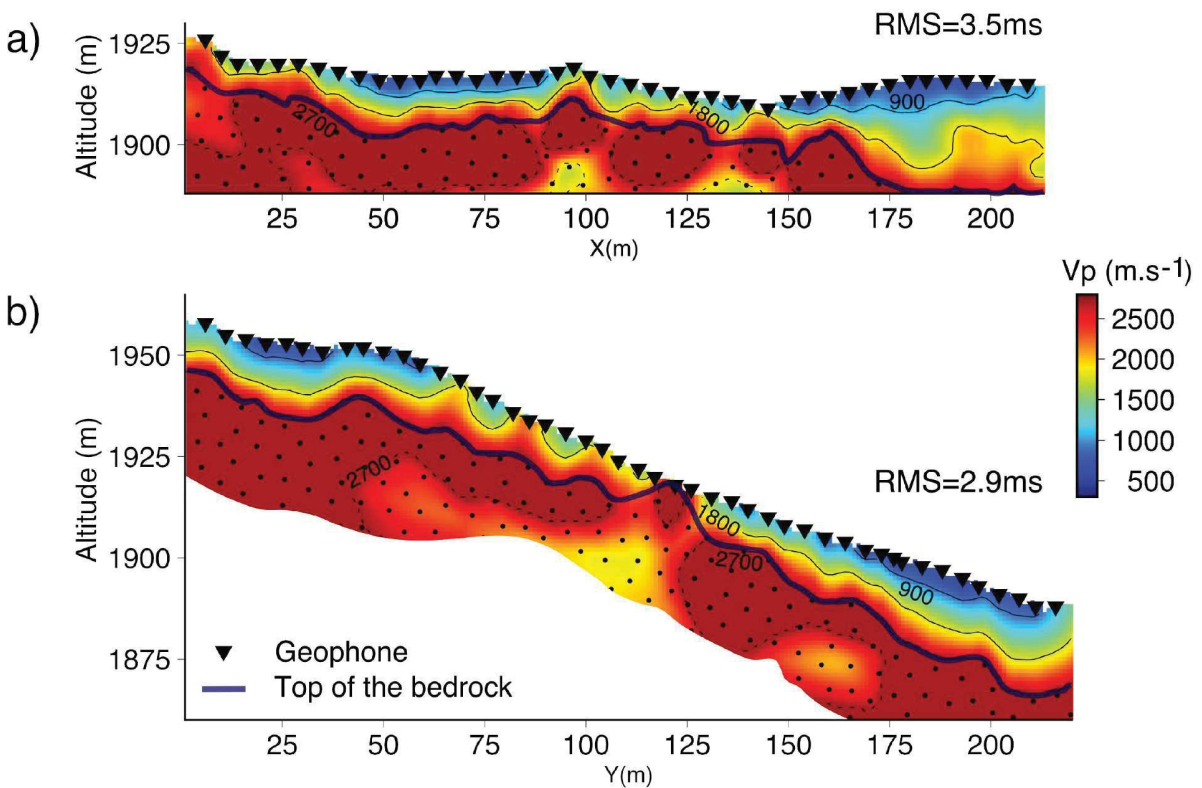 a)
RMS=3.5ms
Altitude (m)
1925
1900
2700
1800
900
25 50 75 100 125 150 175 200
X(m)
Vp (m.s-1)
2500
2000
1500
1000
500
b)
RMS=2.9ms
Altitude (m)
1950
1925
1900
1875
2700
1800
2700
900
Geophone
Top of the bedrock
25 50 75 100 125 150 175 200
Y(m)